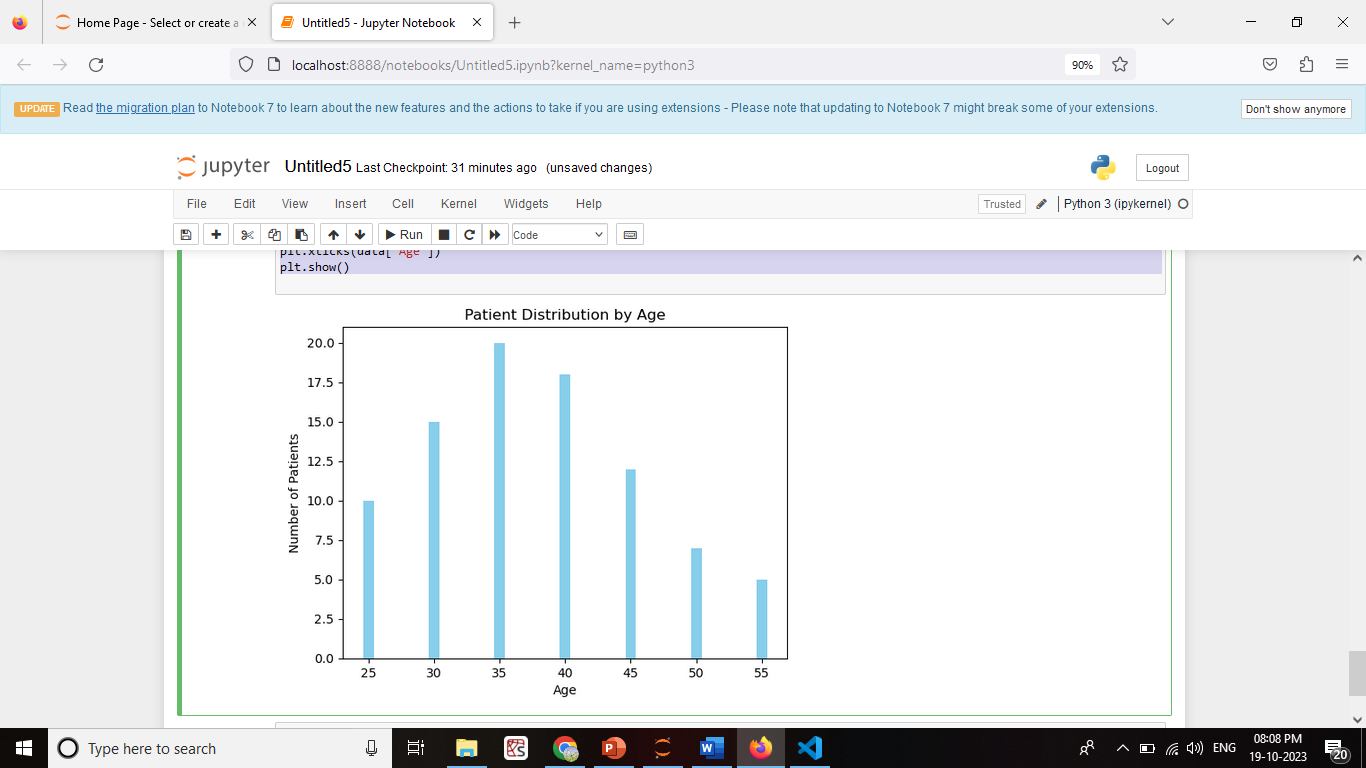 Home Page - Select or create a
Untitled5 - Jupyter Notebook
localhost:8888/notebooks/Untitled5.ipynb?kernel_name=python3
90%
UPDATE Read the migration plan to Notebook 7 to learn about the new features and the actions to take if you are using extensions - Please note that updating to Notebook 7 might break some of your extensions.
Don't show anymore
jupyter Untitled5 Last Checkpoint: 31 minutes ago (unsaved changes)
Logout
File Edit View Insert Cell Kernel Widgets Help
Trusted
Python 3 (ipykernel)
Run
Code
plt.xticks(data['Age'])
plt.show()
Patient Distribution by Age
20.0
17.5
15.0
12.5
10.0
7.5
5.0
2.5
0.0
Number of Patients
25 30 35 40 45 50 55
Age
Type here to search
ENG
08:08 PM
19-10-2023
20